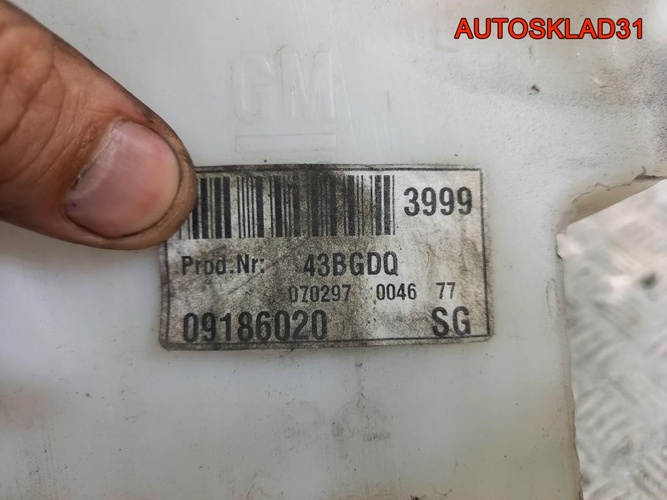 AUTOSKLAD31
GM
3999
Prod.Nr: 43BGDQ
070297 0046 77
09186020 SG